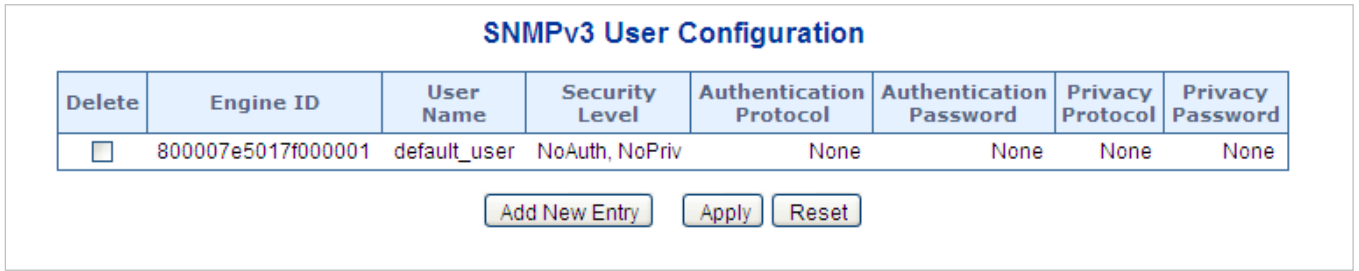 SNMPv3 User Configuration
Delete Engine ID User Name Security Level Authentication Protocol Authentication Password Privacy Protocol Privacy Password
800007e5017f000001 default_user NoAuth, NoPriv None None None None
Add New Entry Apply Reset